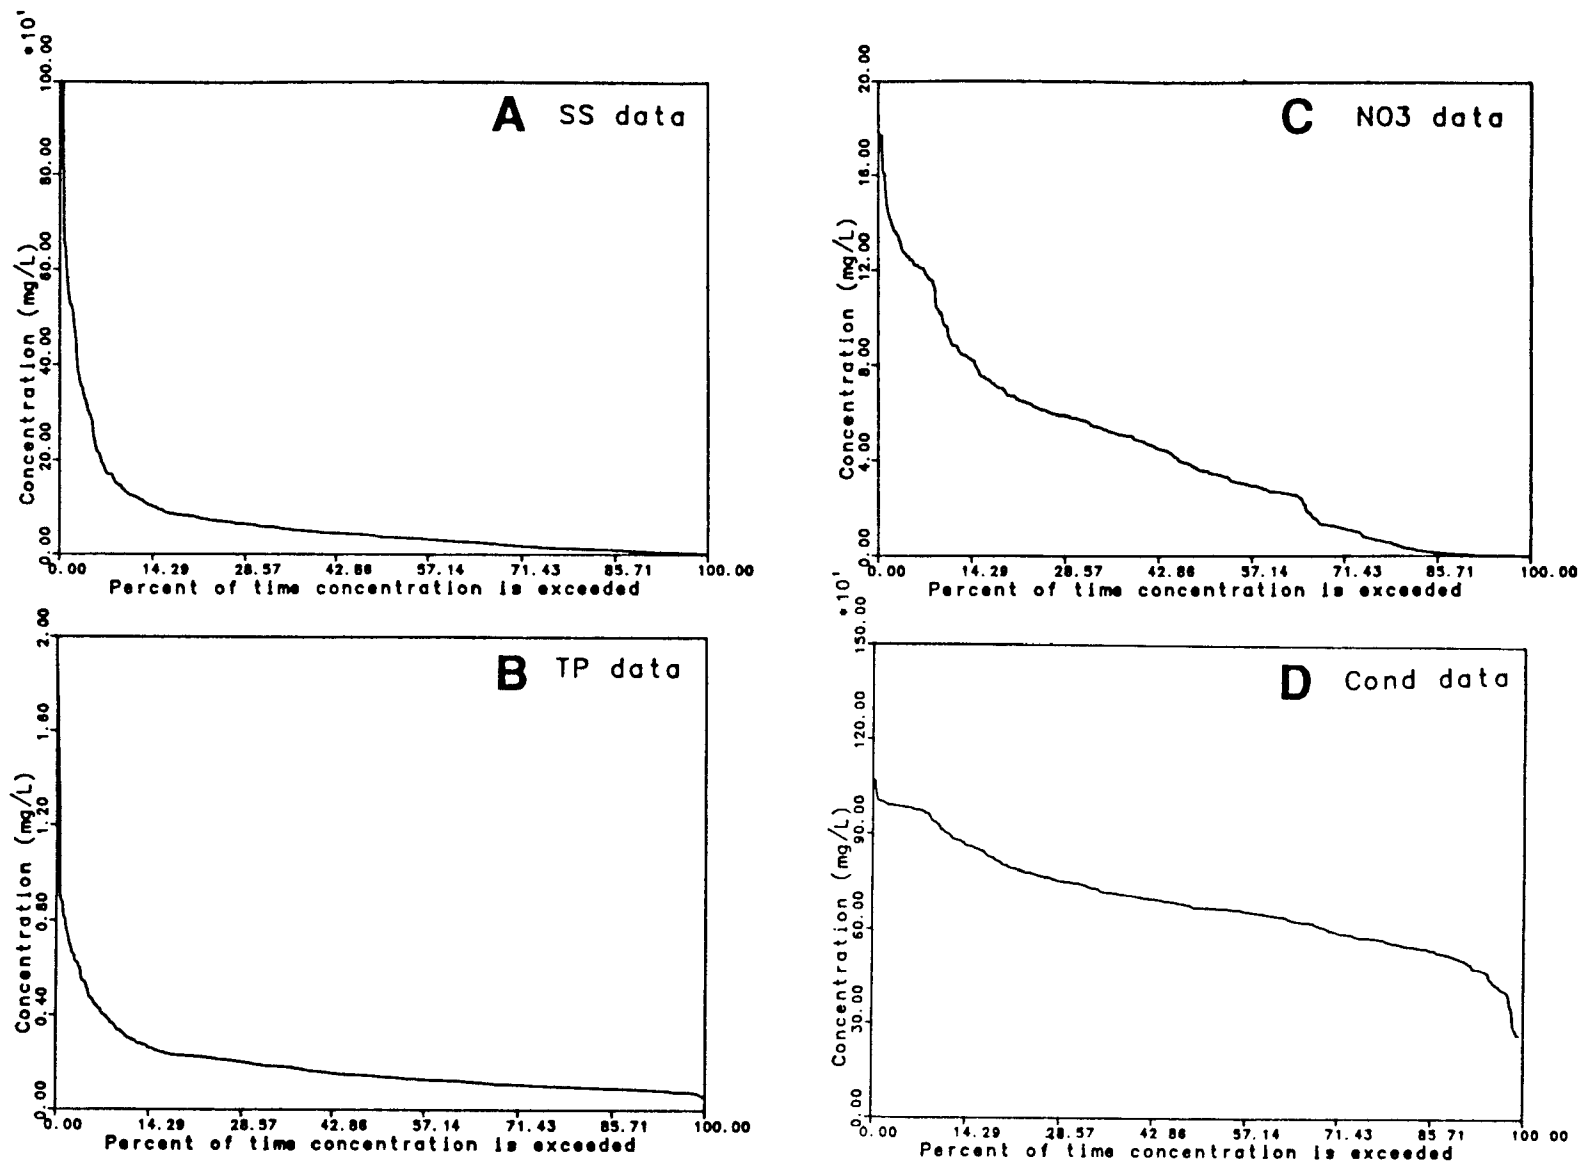 *10¹
100.00
80.00
60.00
40.00
20.00
0.00
Concentration (mg/L)
A SS data
0.00 14.29 28.57 42.86 57.14 71.43 85.71 100.00
Percent of time concentration is exceeded
20.00
16.00
12.00
8.00
4.00
0.00
Concentration (mg/L)
C NO3 data
0.00 14.29 28.57 42.86 57.14 71.43 85.71 100.00
Percent of time concentration is exceeded
2.00
1.60
1.20
0.80
0.40
0.00
Concentration (mg/L)
B TP data
0.00 14.29 28.57 42.86 57.14 71.43 85.71 100.00
Percent of time concentration is exceeded
*10¹
150.00
120.00
90.00
60.00
30.00
0.00
Concentration (mg/L)
D Cond data
0.00 14.29 28.57 42 86 57.14 71.43 85 71 100 00
Percent of time concentration is exceeded